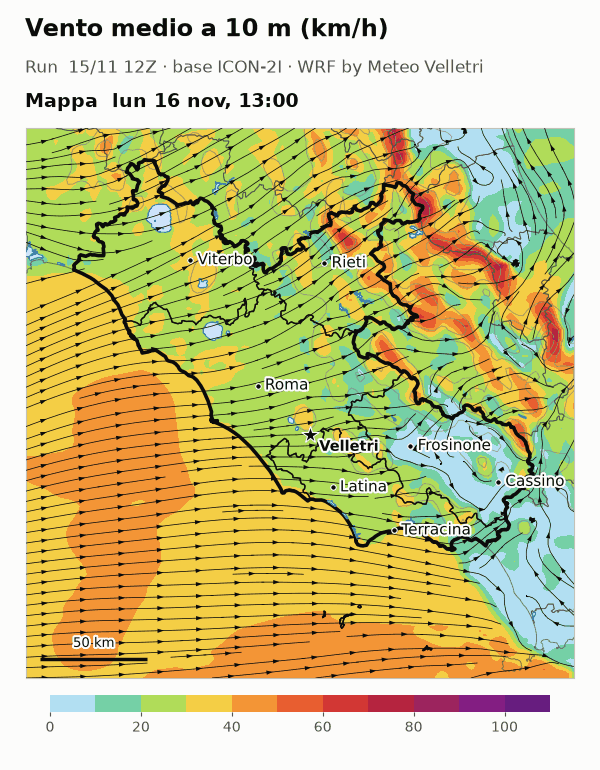 Vento medio a 10 m (km/h)
Run  15/11 12Z · base ICON-2I · WRF by Meteo Velletri
Mappa  lun 16 nov, 13:00
Viterbo
Rieti
Roma
Velletri
Frosinone
Latina
Cassino
Terracina
50 km
0 20 40 60 80 100